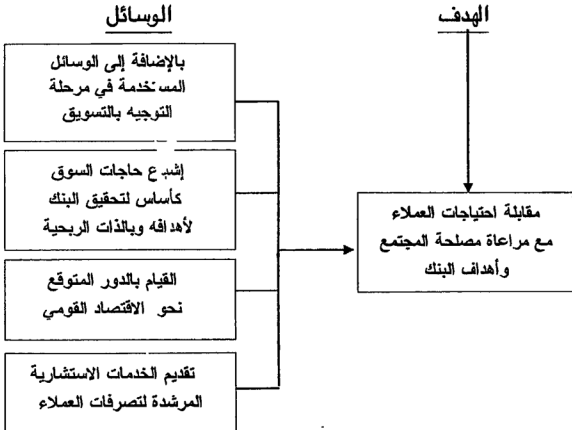 الهدف
الوسائل
بالإضافة إلى الوسائل
المستخدمة في مرحلة
التوجيه بالتسويق
إشباع حاجات السوق
كأساس لتحقيق البنك
لأهدافه وبالذات الربحية
القيام بالدور المتوقع
نحو الاقتصاد القومي
تقديم الخدمات الاستشارية
المرشدة لتصرفات العملاء
مقابلة احتياجات العملاء
مع مراعاة مصلحة المجتمع
وأهداف البنك